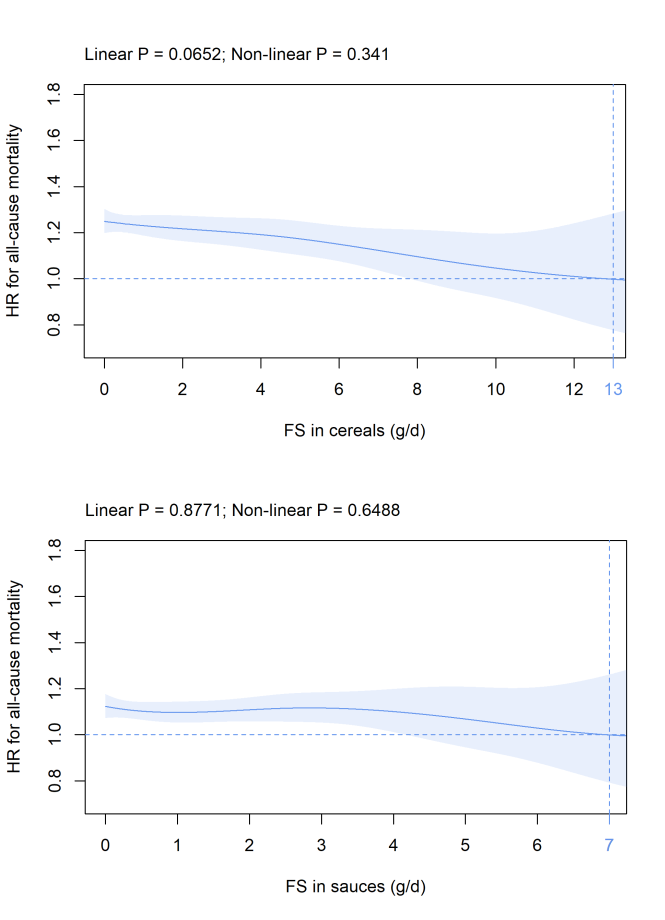 Linear P = 0.0652; Non-linear P = 0.341
HR for all-cause mortality
1.8
1.6
1.4
1.2
1.0
0.8
0 2 4 6 8 10 12 13
FS in cereals (g/d)
Linear P = 0.8771; Non-linear P = 0.6488
HR for all-cause mortality
1.8
1.6
1.4
1.2
1.0
0.8
0 1 2 3 4 5 6 7
FS in sauces (g/d)